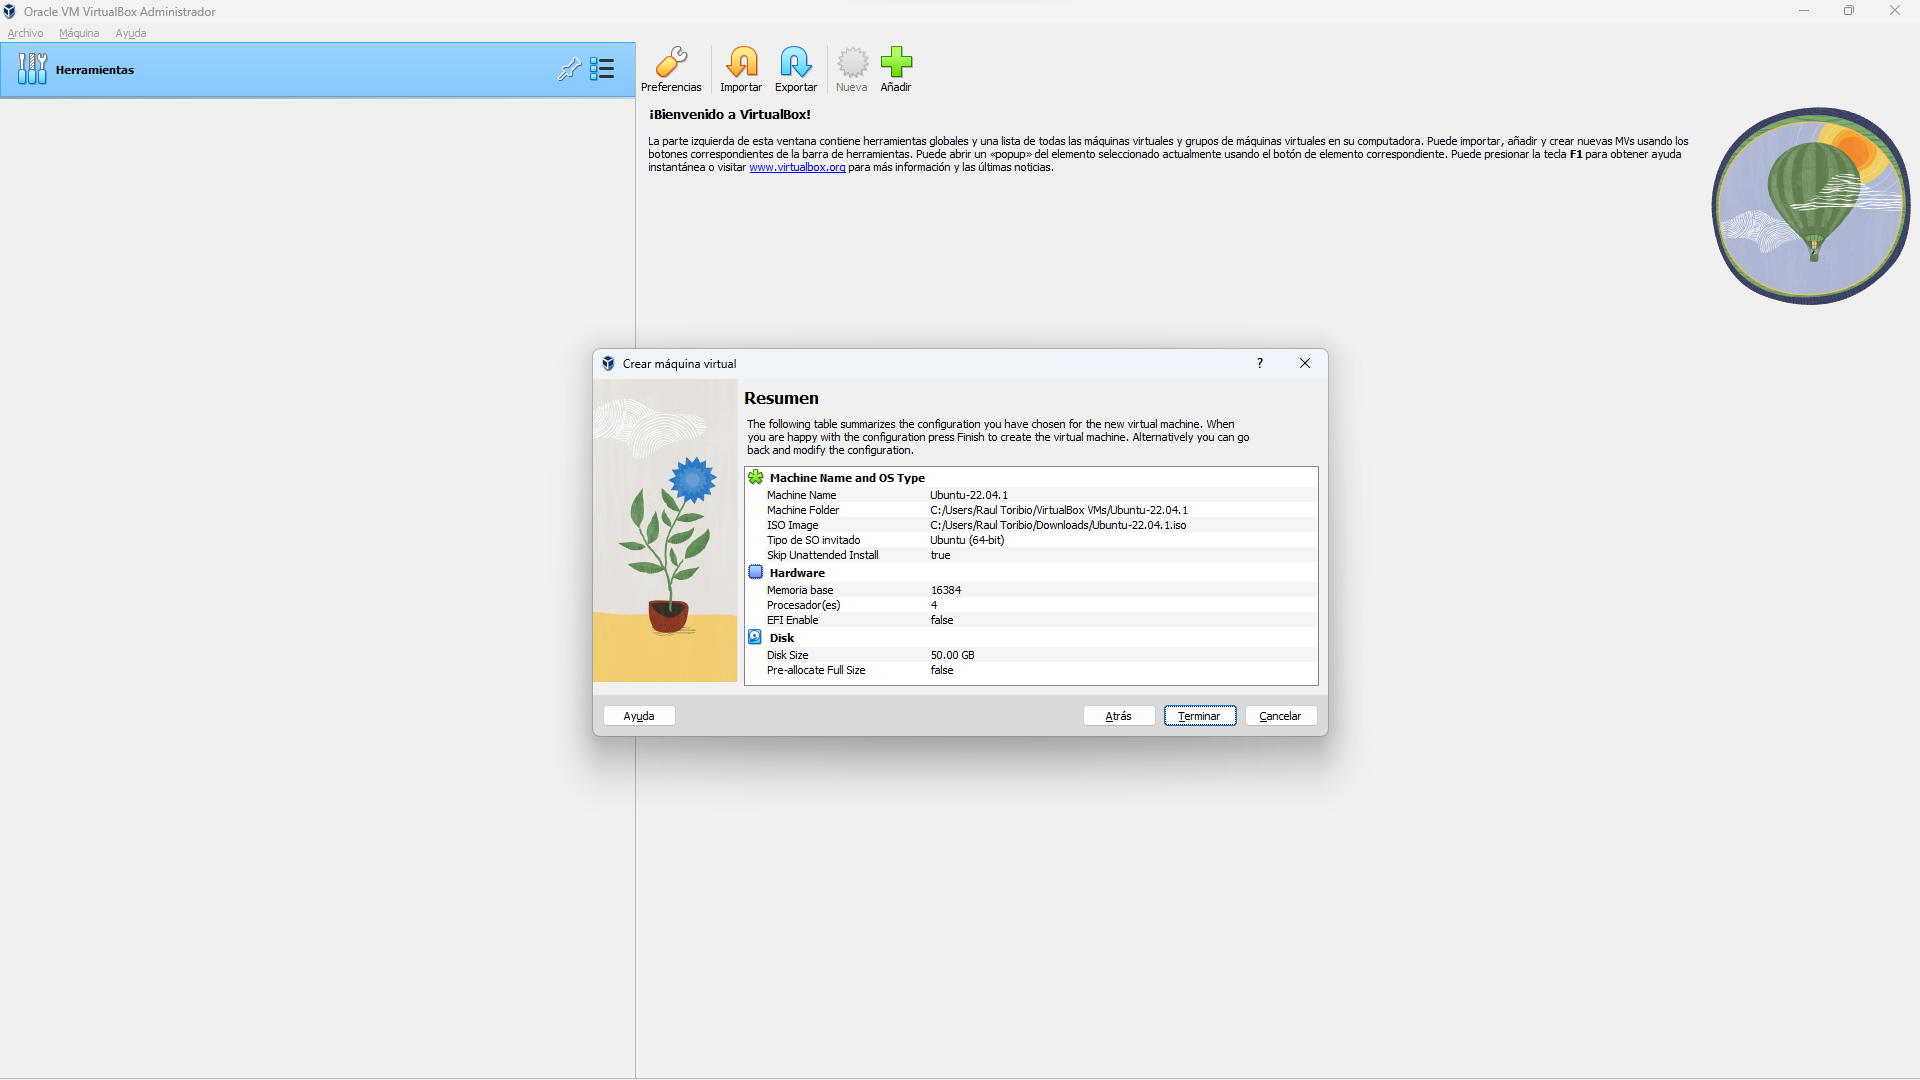 Oracle VM VirtualBox Administrador
Archivo Máquina Ayuda
Herramientas
Preferencias Importar Exportar Nueva Añadir
¡Bienvenido a VirtualBox!
La parte izquierda de esta ventana contiene herramientas globales y una lista de todas las máquinas virtuales y grupos de máquinas virtuales en su computadora. Puede importar, añadir y crear nuevas MVs usando los
botones correspondientes de la barra de herramientas. Puede abrir un «popup» del elemento seleccionado actualmente usando el botón de elemento correspondiente. Puede presionar la tecla F1 para obtener ayuda
instantánea o visitar www.virtualbox.org para más información y las últimas noticias.
Crear máquina virtual ?
Resumen
The following table summarizes the configuration you have chosen for the new virtual machine. When
you are happy with the configuration press Finish to create the virtual machine. Alternatively you can go
back and modify the configuration.
Machine Name and OS Type
Machine Name Ubuntu-22.04.1
Machine Folder C:/Users/Raul Toribio/VirtualBox VMs/Ubuntu-22.04.1
ISO Image C:/Users/Raul Toribio/Downloads/Ubuntu-22.04.1.iso
Tipo de SO invitado Ubuntu (64-bit)
Skip Unattended Install true
Hardware
Memoria base 16384
Procesador(es) 4
EFI Enable false
Disk
Disk Size 50.00 GB
Pre-allocate Full Size false
Ayuda Atrás Terminar Cancelar